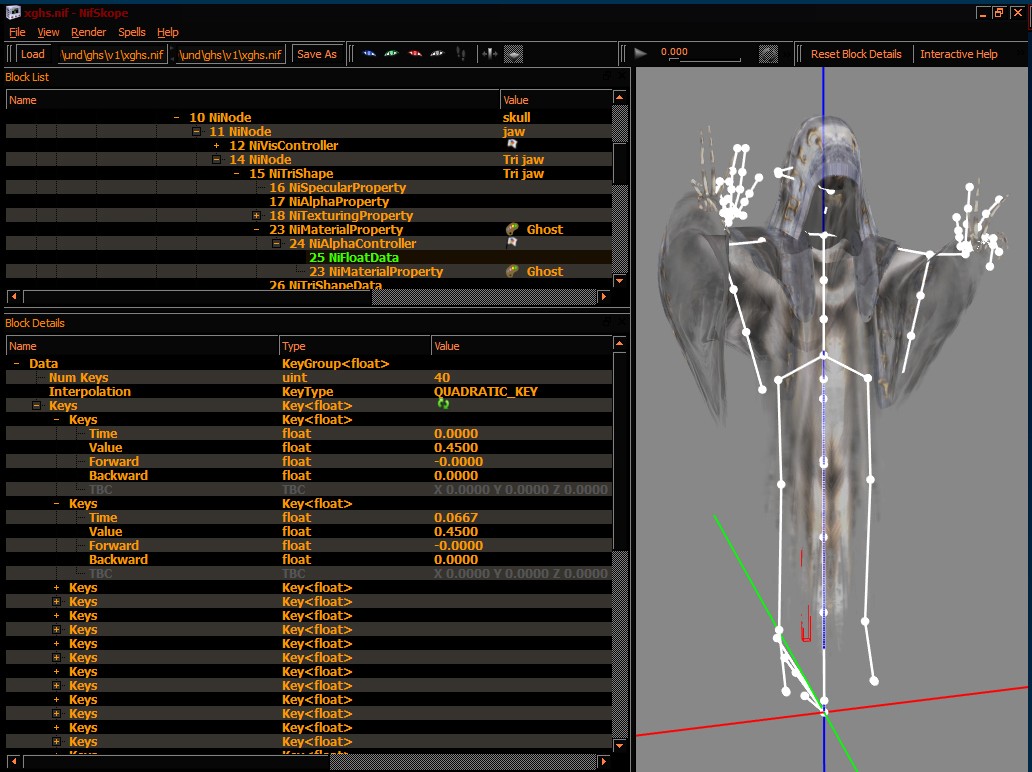 xghs.nif - NifSkope
File View Render Spells Help
Load \und\ghs\v1\xghs.nif \und\ghs\v1\xghs.nif Save As 0.000 Reset Block Details Interactive Help
Block List
Name Value
10 NiNode skull
11 NiNode jaw
12 NiVisController
14 NiNode Tri jaw
15 NiTriShape Tri jaw
16 NiSpecularProperty
17 NiAlphaProperty
18 NiTexturingProperty
23 NiMaterialProperty Ghost
24 NiAlphaController
25 NiFloatData
23 NiMaterialProperty Ghost
26 NiTriShapeData
Block Details
Name Type Value
Data KeyGroup<float>
Num Keys uint 40
Interpolation KeyType QUADRATIC_KEY
Keys Key<float>
Keys Key<float>
Time float 0.0000
Value float 0.4500
Forward float -0.0000
Backward float 0.0000
TBC TBC X 0.0000 Y 0.0000 Z 0.0000
Keys Key<float>
Time float 0.0667
Value float 0.4500
Forward float -0.0000
Backward float 0.0000
TBC TBC X 0.0000 Y 0.0000 Z 0.0000
Keys Key<float>
Keys Key<float>
Keys Key<float>
Keys Key<float>
Keys Key<float>
Keys Key<float>
Keys Key<float>
Keys Key<float>
Keys Key<float>
Keys Key<float>
Keys Key<float>
Keys Key<float>